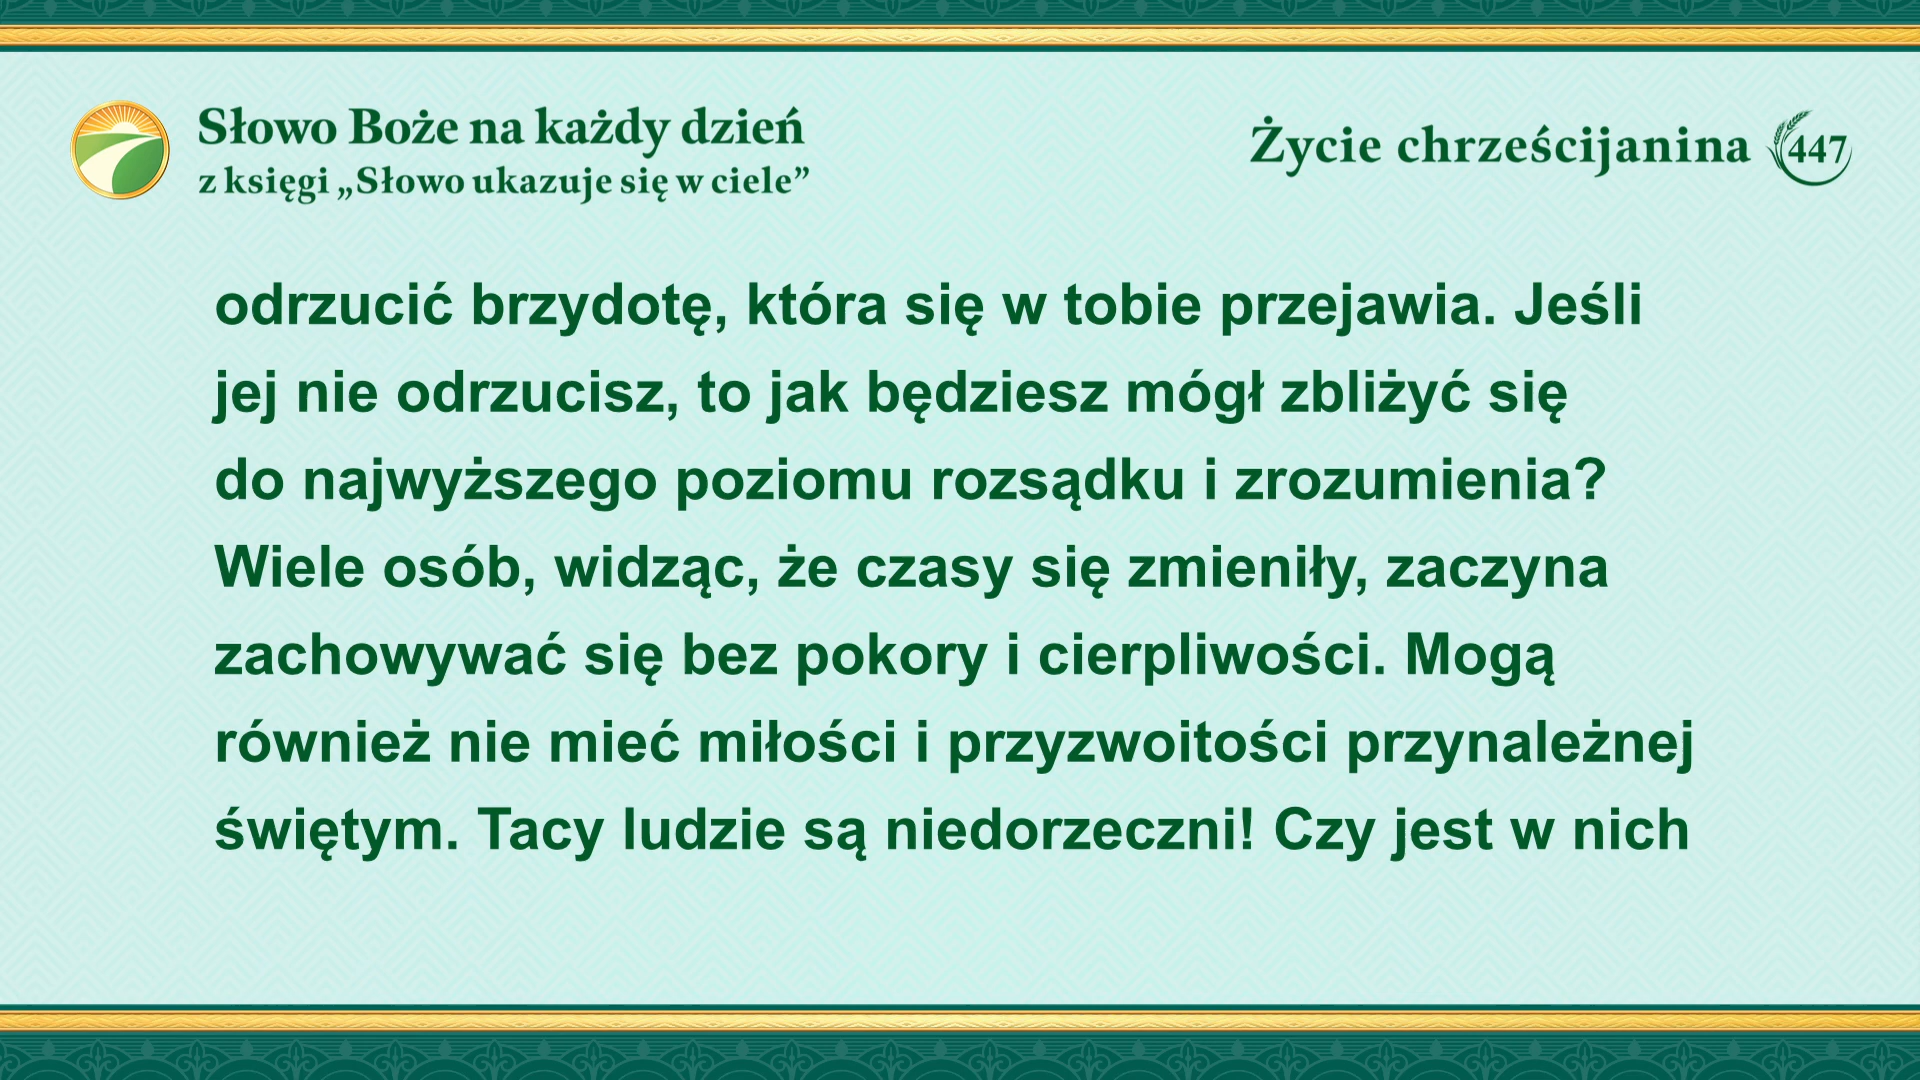 Słowo Boże na każdy dzień
z księgi „Słowo ukazuje się w ciele”
Życie chrześcijanina 447
odrzucić brzydotę, która się w tobie przejawia. Jeśli
jej nie odrzucisz, to jak będziesz mógł zbliżyć się
do najwyższego poziomu rozsądku i zrozumienia?
Wiele osób, widząc, że czasy się zmieniły, zaczyna
zachowywać się bez pokory i cierpliwości. Mogą
również nie mieć miłości i przyzwoitości przynależnej
świętym. Tacy ludzie są niedorzeczni! Czy jest w nich